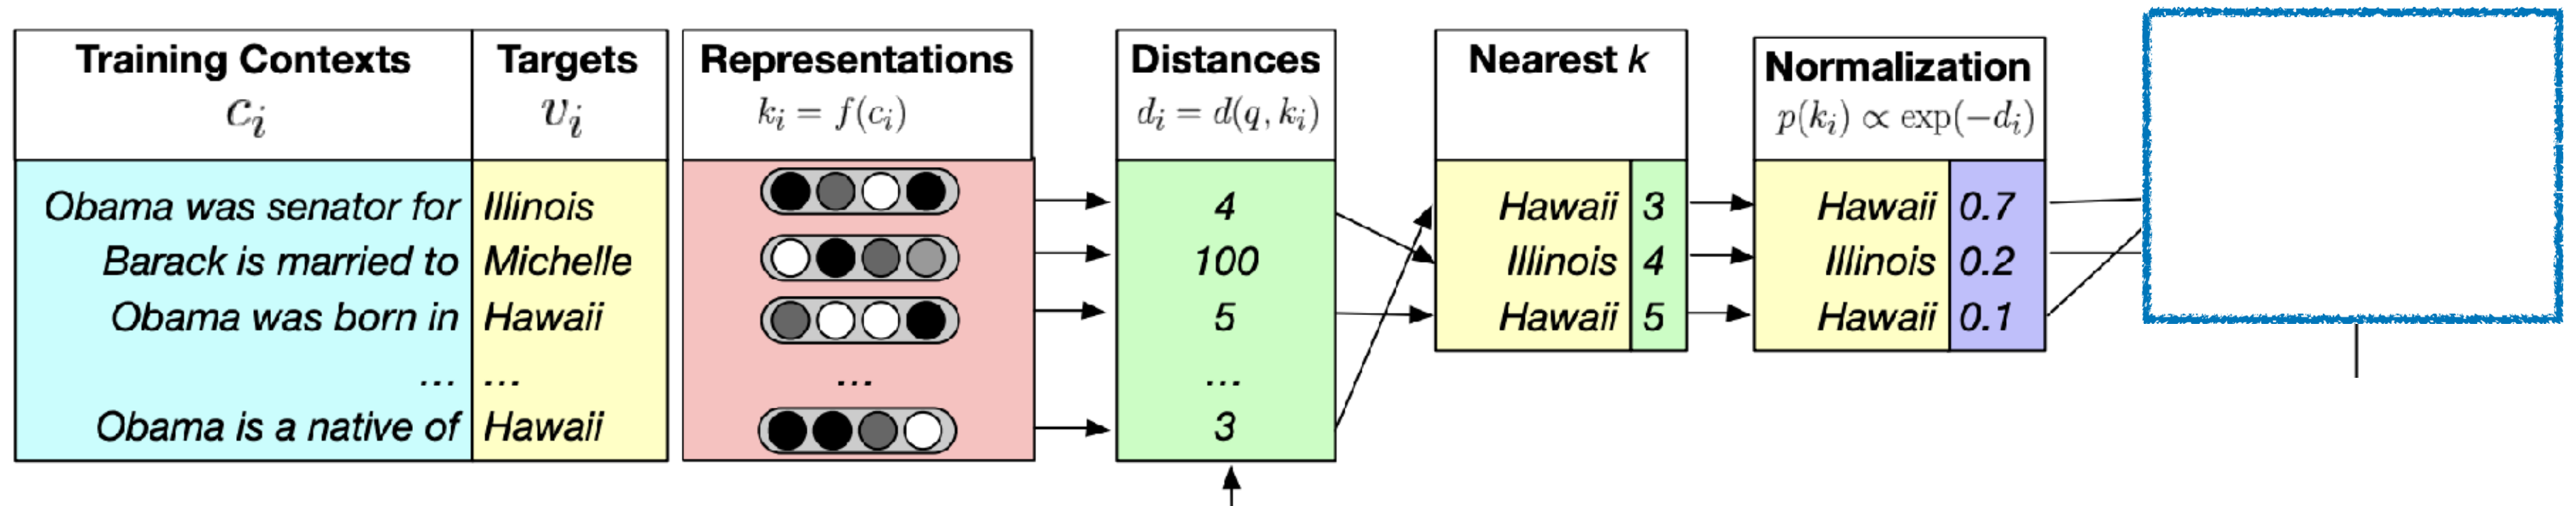 Training Contexts
c_i
Targets
v_i
Obama was senator for Illinois
Barack is married to Michelle
Obama was born in Hawaii
... ...
Obama is a native of Hawaii
Representations
k_i = f(c_i)
...
Distances
d_i = d(q, k_i)
4
100
5
...
3
Nearest k
Hawaii 3
Illinois 4
Hawaii 5
Normalization
p(k_i) ∝ exp(−d_i)
Hawaii 0.7
Illinois 0.2
Hawaii 0.1